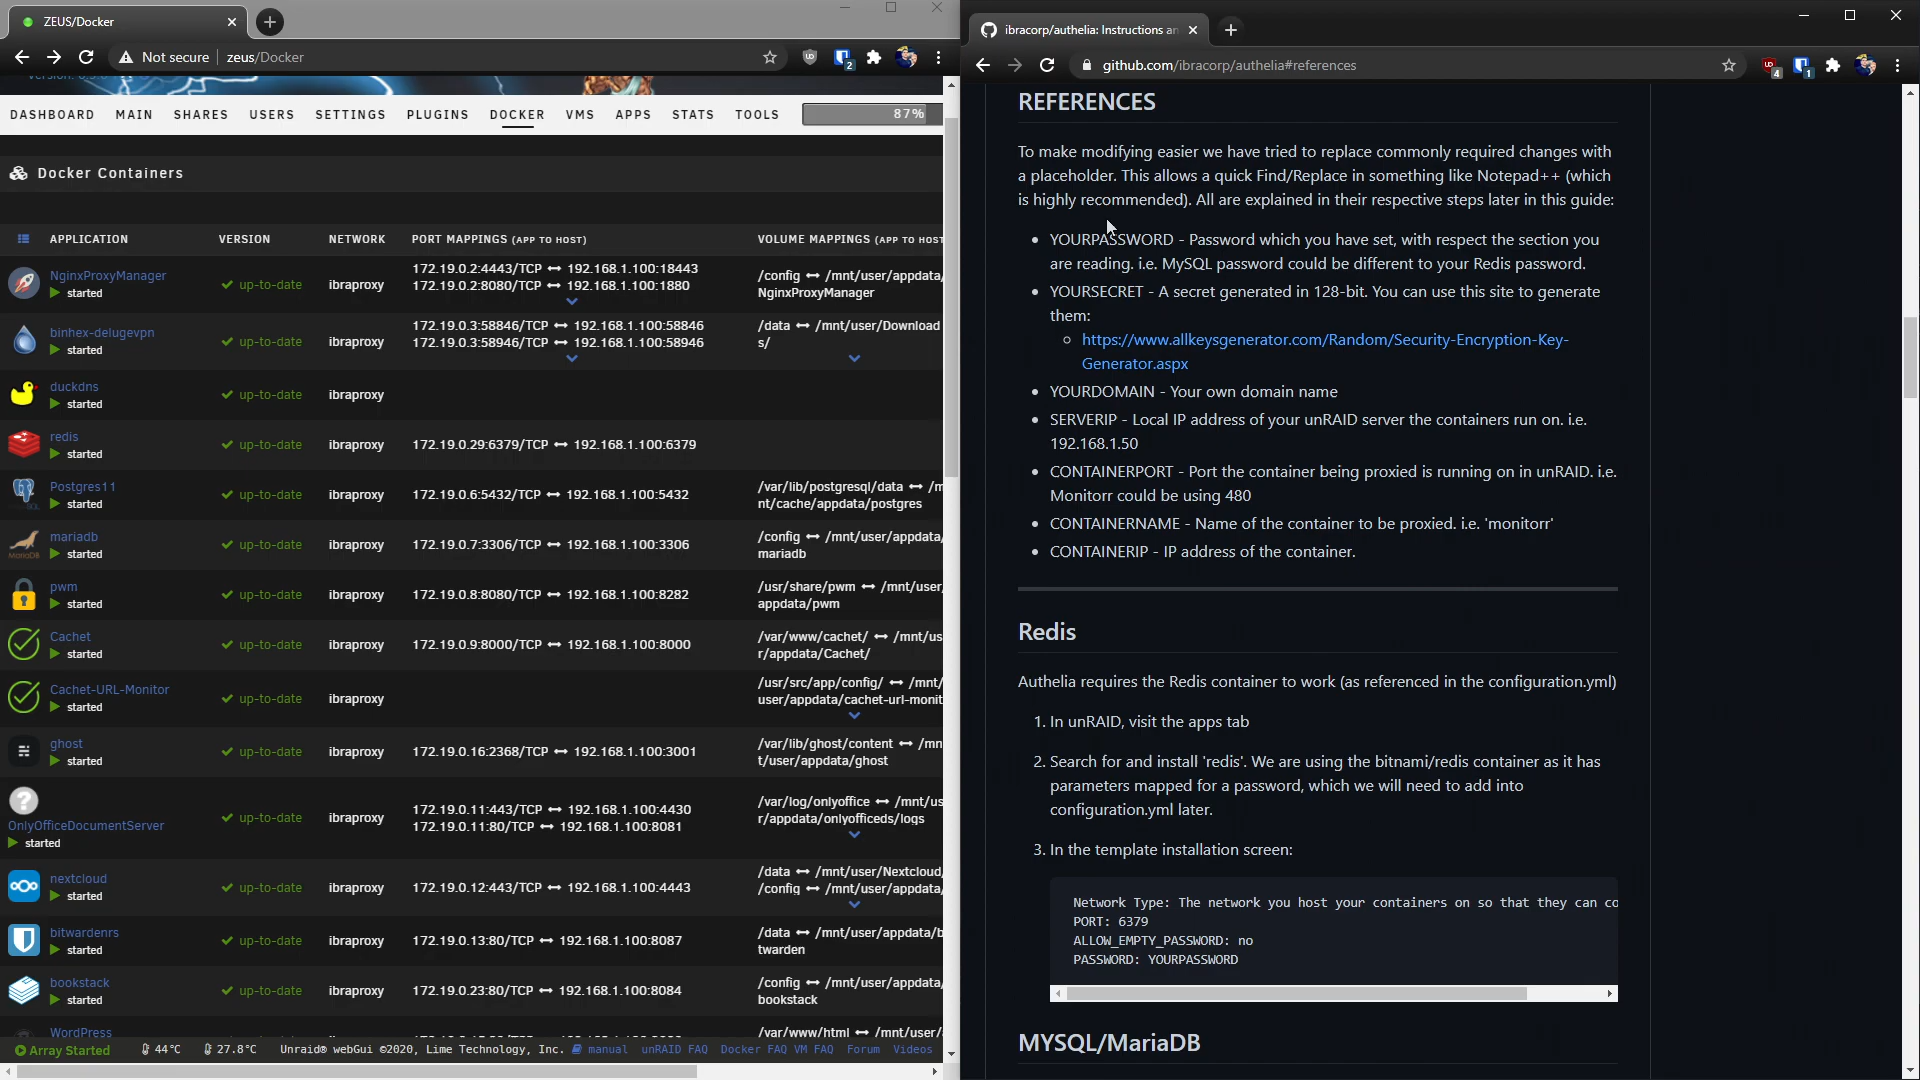 ZEUS/Docker
Not secure
zeus/Docker
2
DASHBOARD MAIN SHARES USERS SETTINGS PLUGINS DOCKER VMS APPS STATS TOOLS 87%
Docker Containers
APPLICATION VERSION NETWORK PORT MAPPINGS (APP TO HOST) VOLUME MAPPINGS (APP TO HOST
NginxProxyManager
started
up-to-date
ibraproxy
172.19.0.2:4443/TCP ↔ 192.168.1.100:18443
172.19.0.2:8080/TCP ↔ 192.168.1.100:1880
/config ↔ /mnt/user/appdata/
NginxProxyManager
binhex-delugevpn
started
up-to-date
ibraproxy
172.19.0.3:58846/TCP ↔ 192.168.1.100:58846
172.19.0.3:58946/TCP ↔ 192.168.1.100:58946
/data ↔ /mnt/user/Download
s/
duckdns
started
up-to-date
ibraproxy
redis
started
up-to-date
ibraproxy
172.19.0.29:6379/TCP ↔ 192.168.1.100:6379
Postgres11
started
up-to-date
ibraproxy
172.19.0.6:5432/TCP ↔ 192.168.1.100:5432
/var/lib/postgresql/data ↔ /m
nt/cache/appdata/postgres
mariadb
started
up-to-date
ibraproxy
172.19.0.7:3306/TCP ↔ 192.168.1.100:3306
/config ↔ /mnt/user/appdata/
mariadb
pwm
started
up-to-date
ibraproxy
172.19.0.8:8080/TCP ↔ 192.168.1.100:8282
/usr/share/pwm ↔ /mnt/user/
appdata/pwm
Cachet
started
up-to-date
ibraproxy
172.19.0.9:8000/TCP ↔ 192.168.1.100:8000
/var/www/cachet/ ↔ /mnt/us
r/appdata/Cachet/
Cachet-URL-Monitor
started
up-to-date
ibraproxy
/usr/src/app/config/ ↔ /mnt/
user/appdata/cachet-url-monit
ghost
started
up-to-date
ibraproxy
172.19.0.16:2368/TCP ↔ 192.168.1.100:3001
/var/lib/ghost/content ↔ /mn
t/user/appdata/ghost
OnlyOfficeDocumentServer
started
up-to-date
ibraproxy
172.19.0.11:443/TCP ↔ 192.168.1.100:4430
172.19.0.11:80/TCP ↔ 192.168.1.100:8081
/var/log/onlyoffice ↔ /mnt/us
r/appdata/onlyofficeds/logs
nextcloud
started
up-to-date
ibraproxy
172.19.0.12:443/TCP ↔ 192.168.1.100:4443
/data ↔ /mnt/user/Nextcloud/
/config ↔ /mnt/user/appdata/
bitwardenrs
started
up-to-date
ibraproxy
172.19.0.13:80/TCP ↔ 192.168.1.100:8087
/data ↔ /mnt/user/appdata/b
twarden
bookstack
started
up-to-date
ibraproxy
172.19.0.23:80/TCP ↔ 192.168.1.100:8084
/config ↔ /mnt/user/appdata/
bookstack
WordPress
/var/www/html ↔ /mnt/user/
Array Started 44°C 27.8°C Unraid® webGui ©2020, Lime Technology, Inc. manual unRAID FAQ Docker FAQ VM FAQ Forum Videos
ibracorp/authelia: Instructions an
github.com/ibracorp/authelia#references
4
1
REFERENCES
To make modifying easier we have tried to replace commonly required changes with
a placeholder. This allows a quick Find/Replace in something like Notepad++ (which
is highly recommended). All are explained in their respective steps later in this guide:
• YOURPASSWORD - Password which you have set, with respect the section you
are reading. i.e. MySQL password could be different to your Redis password.
• YOURSECRET - A secret generated in 128-bit. You can use this site to generate
them:
https://www.allkeysgenerator.com/Random/Security-Encryption-Key-
Generator.aspx
• YOURDOMAIN - Your own domain name
• SERVERIP - Local IP address of your unRAID server the containers run on. i.e.
192.168.1.50
• CONTAINERPORT - Port the container being proxied is running on in unRAID. i.e.
Monitorr could be using 480
• CONTAINERNAME - Name of the container to be proxied. i.e. 'monitorr'
• CONTAINERIP - IP address of the container.
Redis
Authelia requires the Redis container to work (as referenced in the configuration.yml)
1. In unRAID, visit the apps tab
2. Search for and install 'redis'. We are using the bitnami/redis container as it has
parameters mapped for a password, which we will need to add into
configuration.yml later.
3. In the template installation screen:
Network Type: The network you host your containers on so that they can co
PORT: 6379
ALLOW_EMPTY_PASSWORD: no
PASSWORD: YOURPASSWORD
MYSQL/MariaDB